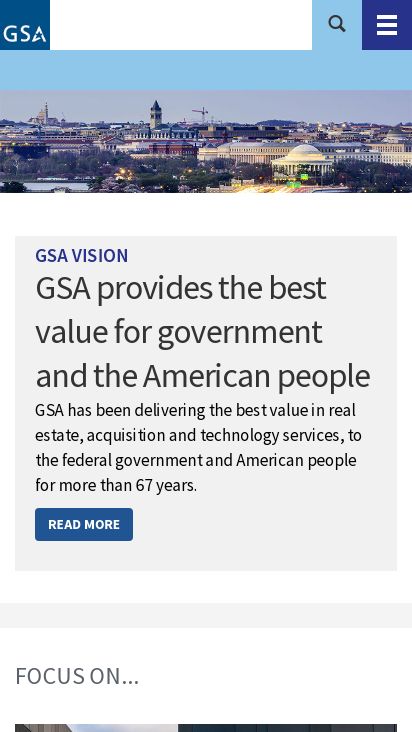 GSA
GSA VISION
GSA provides the best
value for government
and the American people
GSA has been delivering the best value in real
estate, acquisition and technology services, to
the federal government and American people
for more than 67 years.
READ MORE
FOCUS ON...